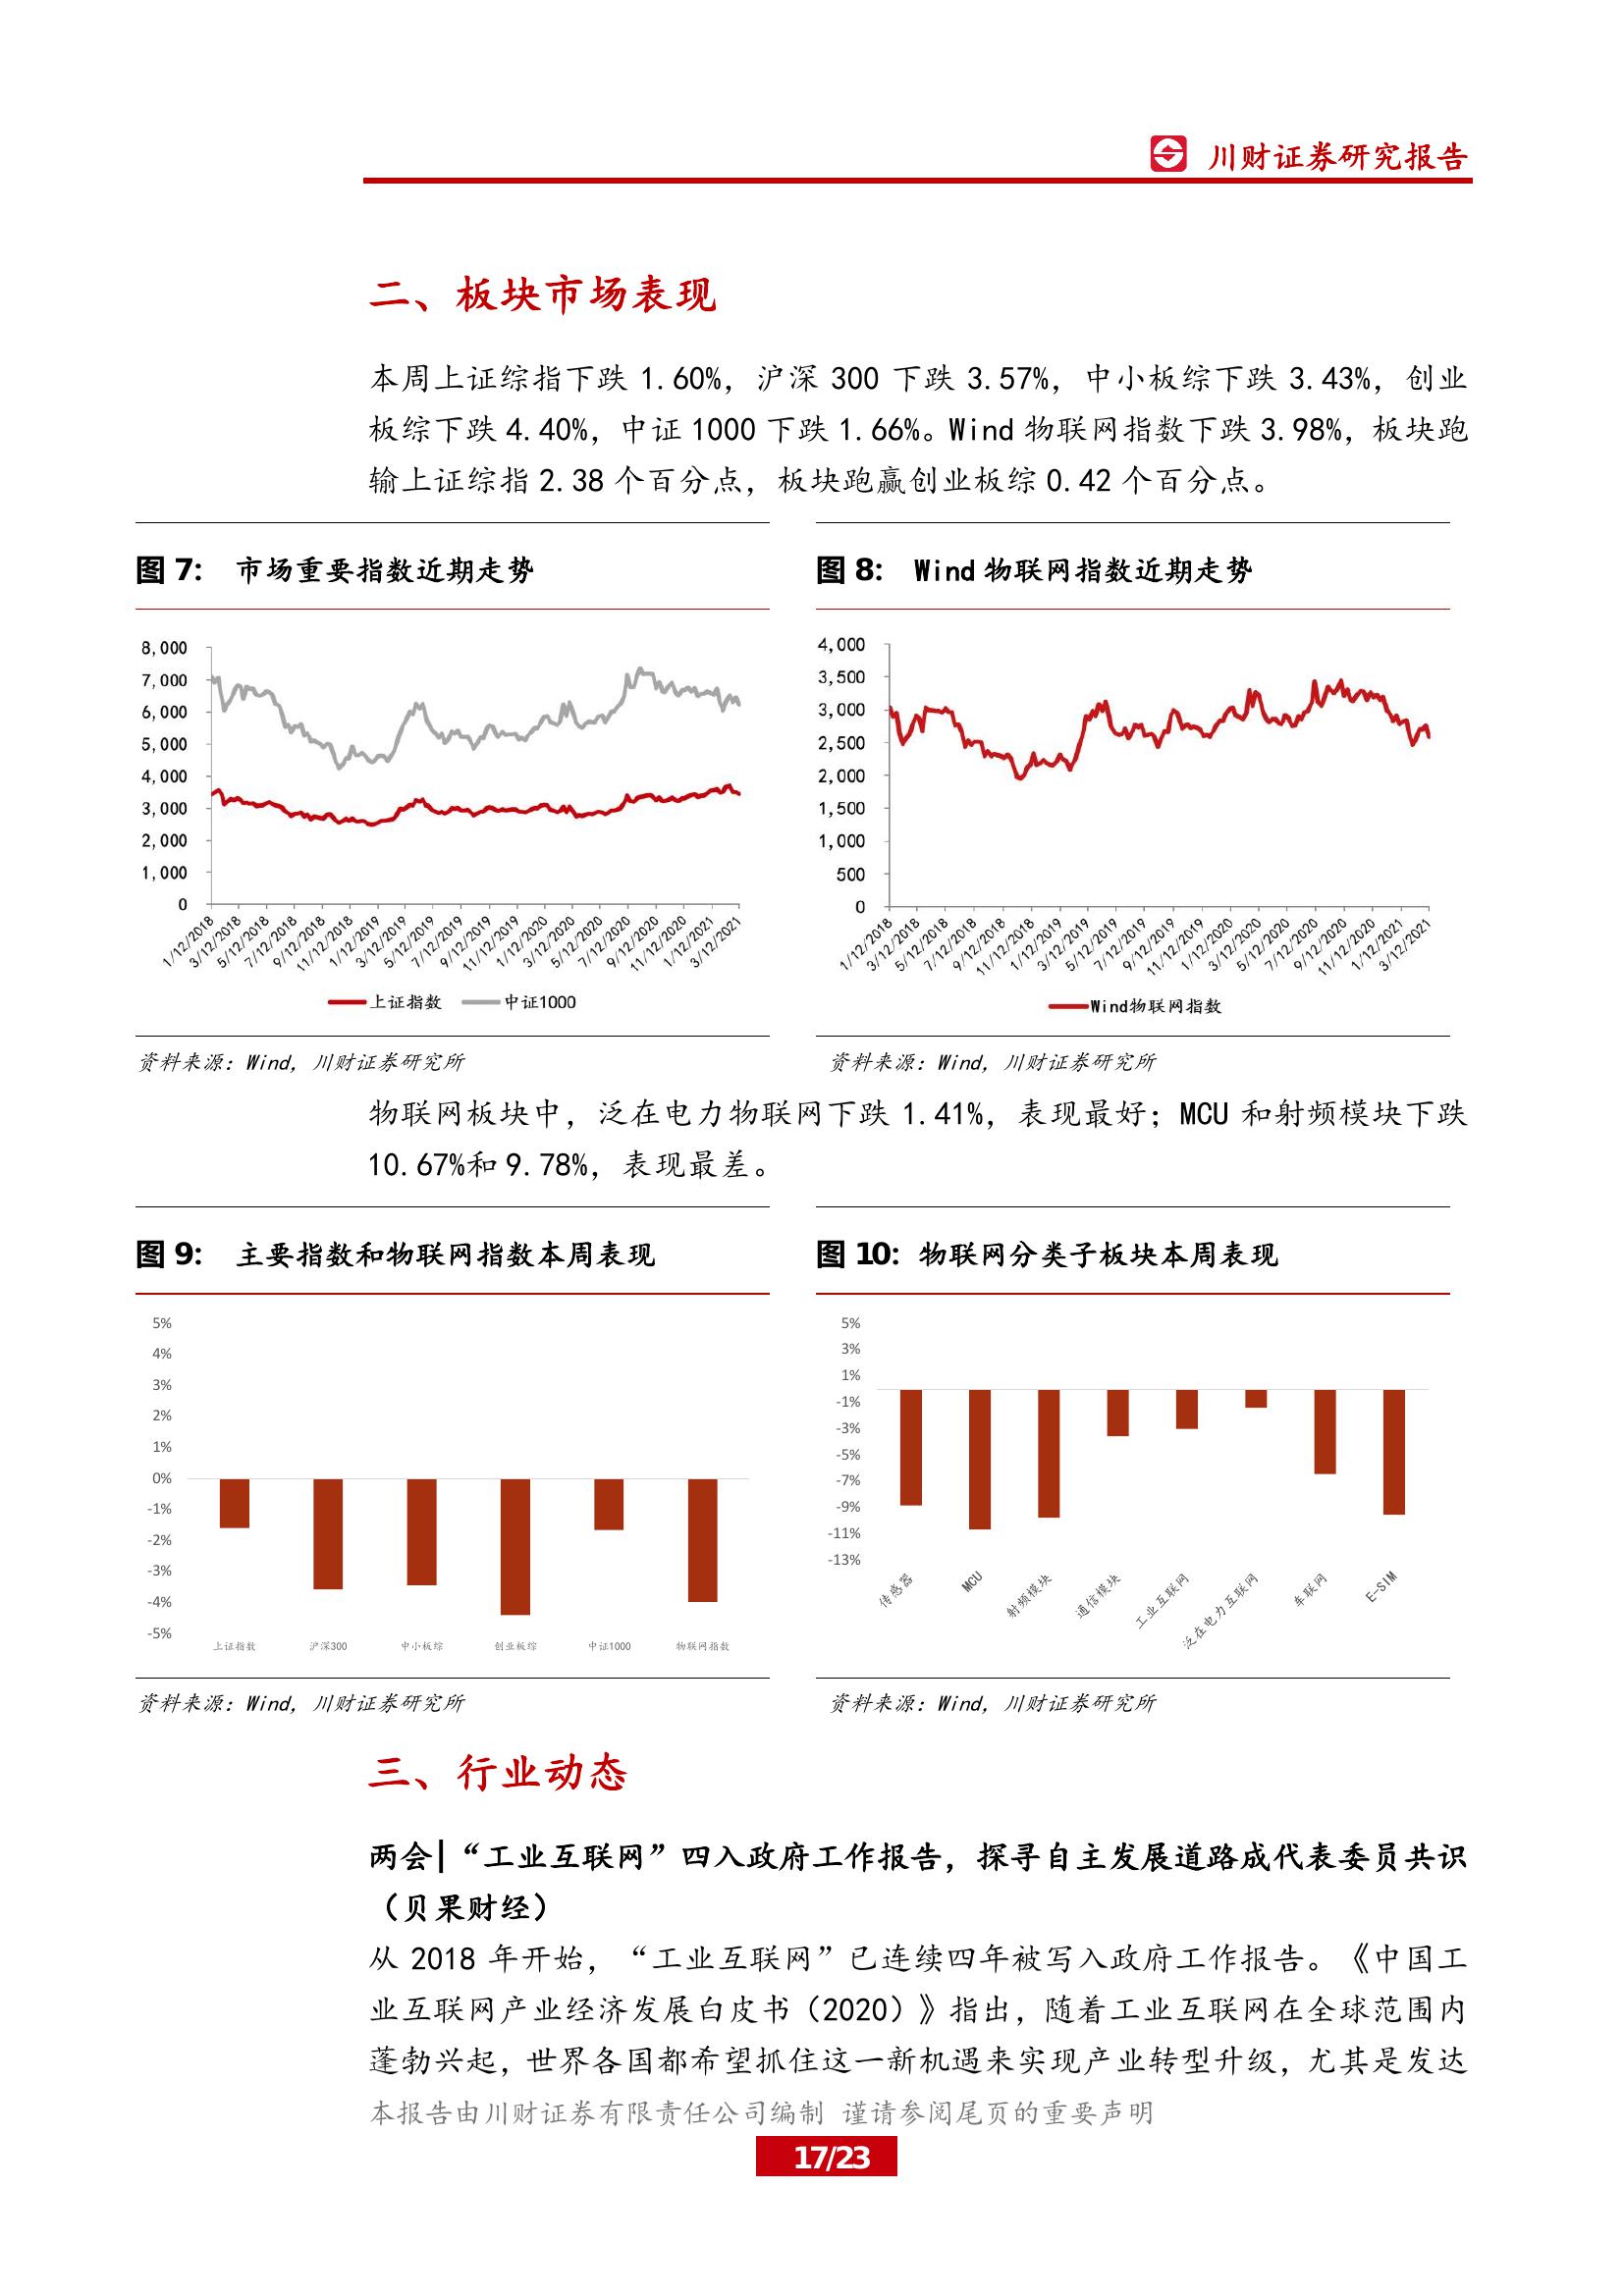 川财证券研究报告
二、板块市场表现
本周上证综指下跌 1.60%，沪深 300 下跌 3.57%，中小板综下跌 3.43%，创业
板综下跌 4.40%，中证 1000 下跌 1.66%。Wind 物联网指数下跌 3.98%，板块跑
输上证综指 2.38 个百分点，板块跑赢创业板综 0.42 个百分点。
图 7： 市场重要指数近期走势
8,000
7,000
6,000
5,000
4,000
3,000
2,000
1,000
0
1/12/2018
3/12/2018
5/12/2018
7/12/2018
9/12/2018
11/12/2018
1/12/2019
3/12/2019
5/12/2019
7/12/2019
9/12/2019
11/12/2019
1/12/2020
3/12/2020
5/12/2020
7/12/2020
9/12/2020
11/12/2020
1/12/2021
3/12/2021
上证指数 中证1000
资料来源：Wind，川财证券研究所
图 8： Wind 物联网指数近期走势
4,000
3,500
3,000
2,500
2,000
1,500
1,000
500
0
1/12/2018
3/12/2018
5/12/2018
7/12/2018
9/12/2018
11/12/2018
1/12/2019
3/12/2019
5/12/2019
7/12/2019
9/12/2019
11/12/2019
1/12/2020
3/12/2020
5/12/2020
7/12/2020
9/12/2020
11/12/2020
1/12/2021
3/12/2021
Wind物联网指数
资料来源：Wind，川财证券研究所
物联网板块中，泛在电力物联网下跌 1.41%，表现最好；MCU 和射频模块下跌
10.67%和 9.78%，表现最差。
图 9： 主要指数和物联网指数本周表现
5%
4%
3%
2%
1%
0%
-1%
-2%
-3%
-4%
-5%
上证指数 沪深300 中小板综 创业板综 中证1000 物联网指数
资料来源：Wind，川财证券研究所
图 10： 物联网分类子板块本周表现
5%
3%
1%
-1%
-3%
-5%
-7%
-9%
-11%
-13%
传感器
MCU
射频模块
通信模块
工业互联网
泛在电力互联网
车联网
E-SIM
资料来源：Wind，川财证券研究所
三、行业动态
两会|“工业互联网”四入政府工作报告，探寻自主发展道路成代表委员共识
（贝果财经）
从 2018 年开始，“工业互联网”已连续四年被写入政府工作报告。《中国工
业互联网产业经济发展白皮书（2020）》指出，随着工业互联网在全球范围内
蓬勃兴起，世界各国都希望抓住这一新机遇来实现产业转型升级，尤其是发达
本报告由川财证券有限责任公司编制 谨请参阅尾页的重要声明
17/23